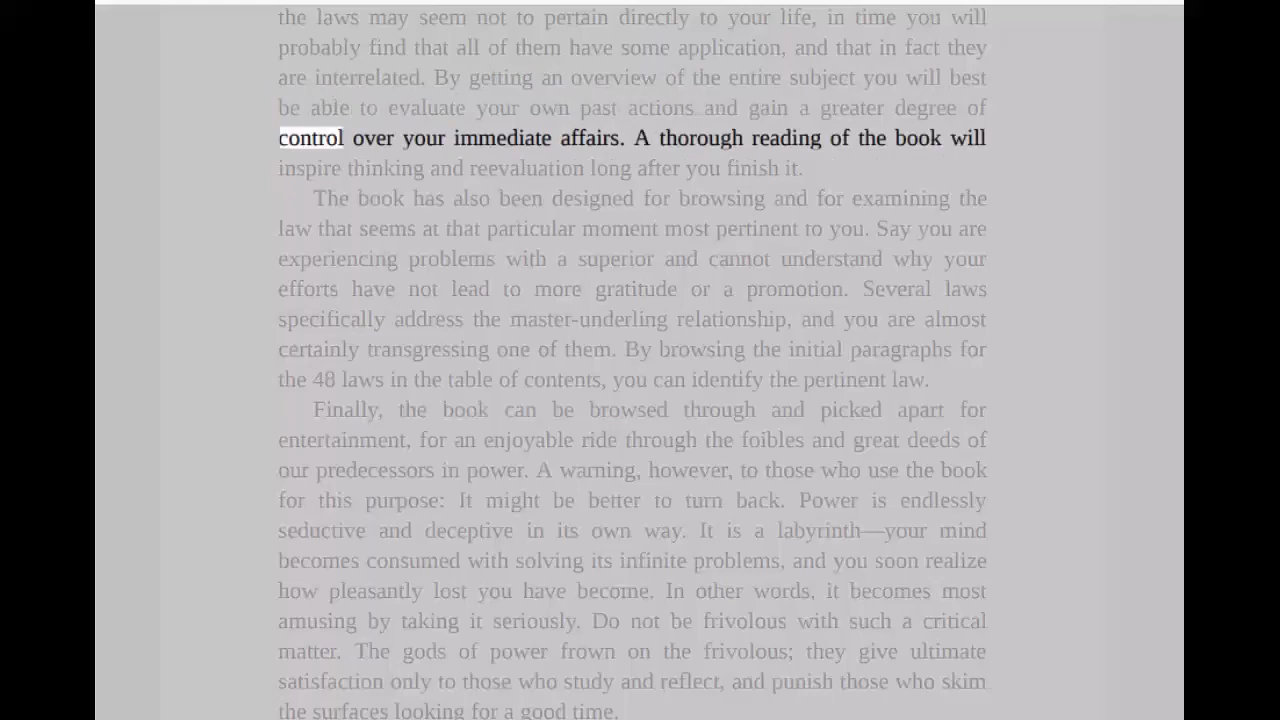 the laws may seem not to pertain directly to your life, in time you will
probably find that all of them have some application, and that in fact they
are interrelated. By getting an overview of the entire subject you will best
be able to evaluate your own past actions and gain a greater degree of
control over your immediate affairs. A thorough reading of the book will
inspire thinking and reevaluation long after you finish it.
The book has also been designed for browsing and for examining the
law that seems at that particular moment most pertinent to you. Say you are
experiencing problems with a superior and cannot understand why your
efforts have not lead to more gratitude or a promotion. Several laws
specifically address the master-underling relationship, and you are almost
certainly transgressing one of them. By browsing the initial paragraphs for
the 48 laws in the table of contents, you can identify the pertinent law.
Finally, the book can be browsed through and picked apart for
entertainment, for an enjoyable ride through the foibles and great deeds of
our predecessors in power. A warning, however, to those who use the book
for this purpose: It might be better to turn back. Power is endlessly
seductive and deceptive in its own way. It is a labyrinth—your mind
becomes consumed with solving its infinite problems, and you soon realize
how pleasantly lost you have become. In other words, it becomes most
amusing by taking it seriously. Do not be frivolous with such a critical
matter. The gods of power frown on the frivolous; they give ultimate
satisfaction only to those who study and reflect, and punish those who skim
the surfaces looking for a good time.